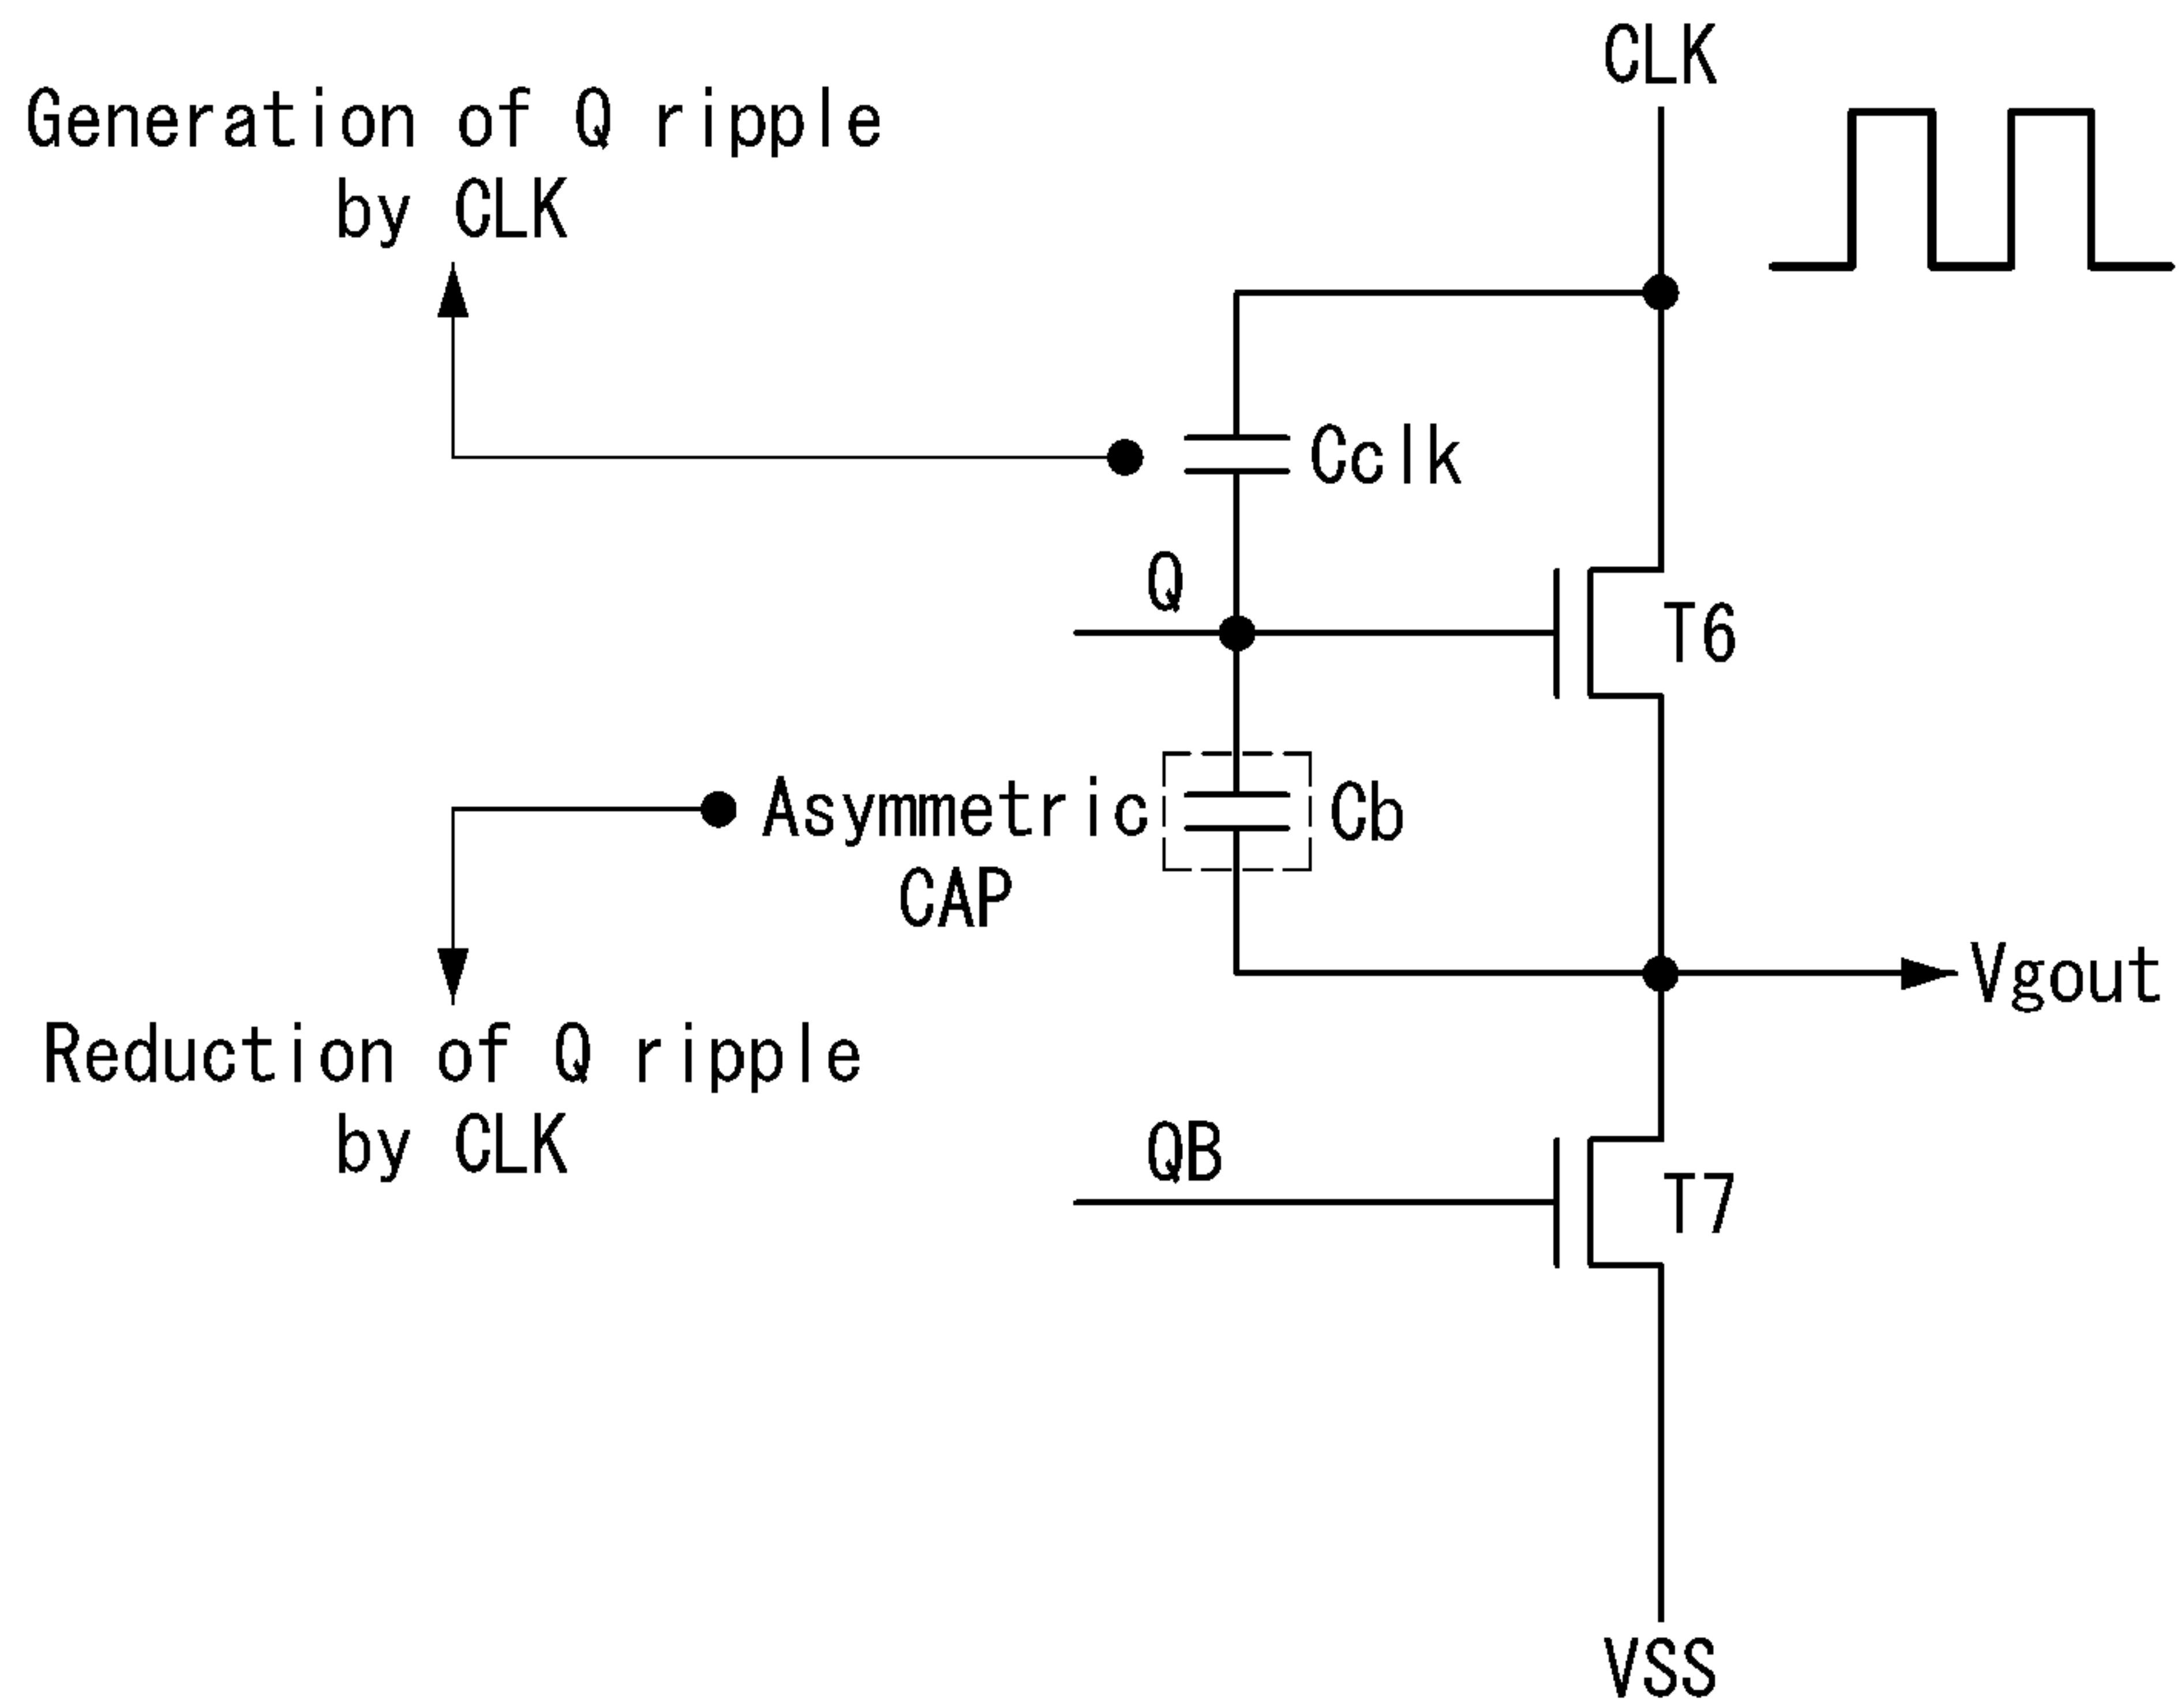 CLK
Generation of Q ripple
by CLK
Cclk
Q
T6
Asymmetric
CAP
Cb
Vgout
Reduction of Q ripple
by CLK
QB
T7
VSS